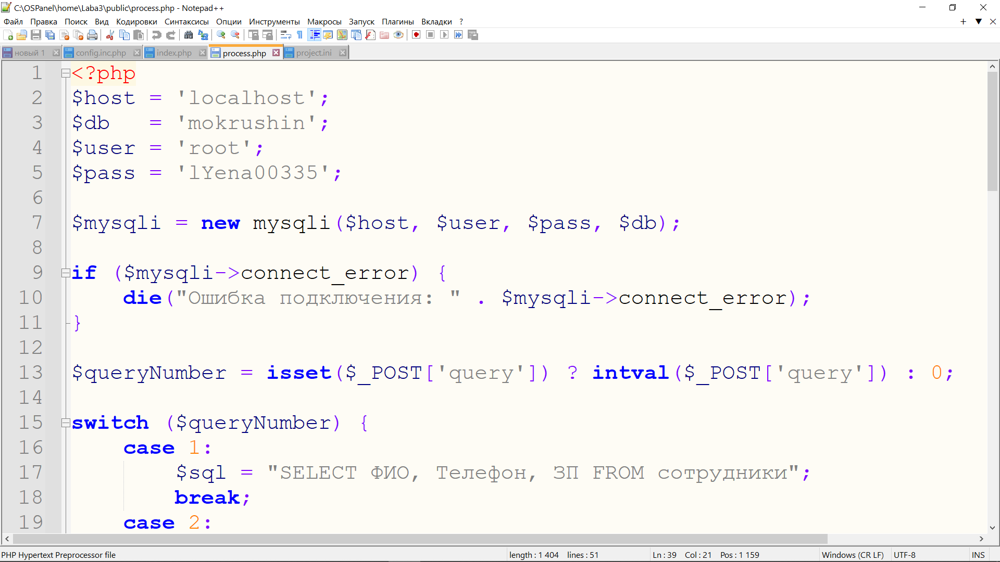 C:\OSPanel\home\Laba3\public\process.php - Notepad++
Файл Правка Поиск Вид Кодировки Синтаксисы Опции Инструменты Макросы Запуск Плагины Вкладки ?
новый 1 config.inc.php index.php process.php project.ini
1 <?php
2 $host = 'localhost';
3 $db   = 'mokrushin';
4 $user = 'root';
5 $pass = 'lYena00335';
6
7 $mysqli = new mysqli($host, $user, $pass, $db);
8
9 if ($mysqli->connect_error) {
10     die("Ошибка подключения: " . $mysqli->connect_error);
11 }
12
13 $queryNumber = isset($_POST['query']) ? intval($_POST['query']) : 0;
14
15 switch ($queryNumber) {
16     case 1:
17         $sql = "SELECT ФИО, Телефон, ЗП FROM сотрудники";
18         break;
19     case 2:
PHP Hypertext Preprocessor file length : 1 404 lines : 51 Ln : 39 Col : 21 Pos : 1 159 Windows (CR LF) UTF-8 INS